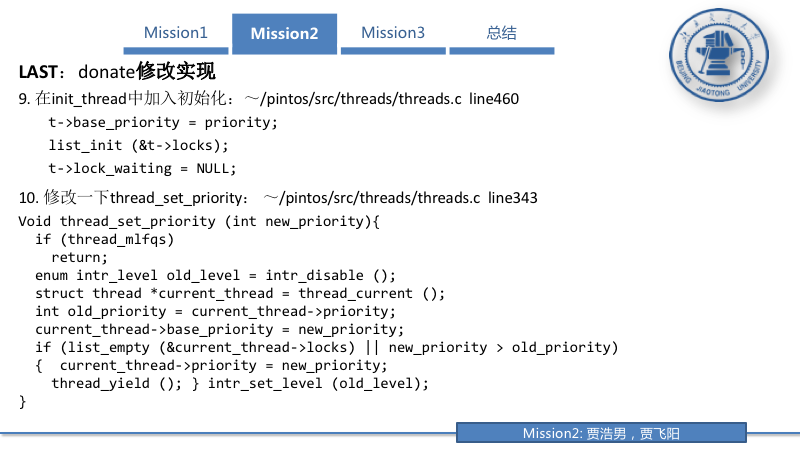 Mission1 Mission2 Mission3 总结
BEIJING JIAOTONG UNIVERSITY
LAST：donate修改实现
9. 在init_thread中加入初始化：～/pintos/src/threads/threads.c line460
t->base_priority = priority;
list_init (&t->locks);
t->lock_waiting = NULL;
10. 修改一下thread_set_priority： ～/pintos/src/threads/threads.c line343
Void thread_set_priority (int new_priority){
if (thread_mlfqs)
return;
enum intr_level old_level = intr_disable ();
struct thread *current_thread = thread_current ();
int old_priority = current_thread->priority;
current_thread->base_priority = new_priority;
if (list_empty (&current_thread->locks) || new_priority > old_priority)
{ current_thread->priority = new_priority;
thread_yield (); } intr_set_level (old_level);
}
Mission2: 贾浩男，贾飞阳